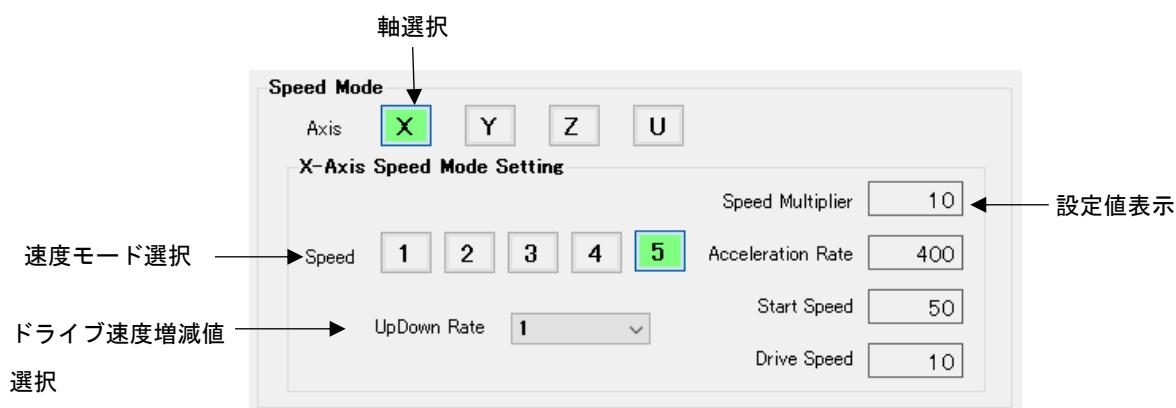 軸選択
Speed Mode
Axis X Y Z U
X-Axis Speed Mode Setting
Speed Multiplier 10
設定値表示
速度モード選択
Speed 1 2 3 4 5
Acceleration Rate 400
Start Speed 50
ドライブ速度増減値
選択
UpDown Rate 1
Drive Speed 10